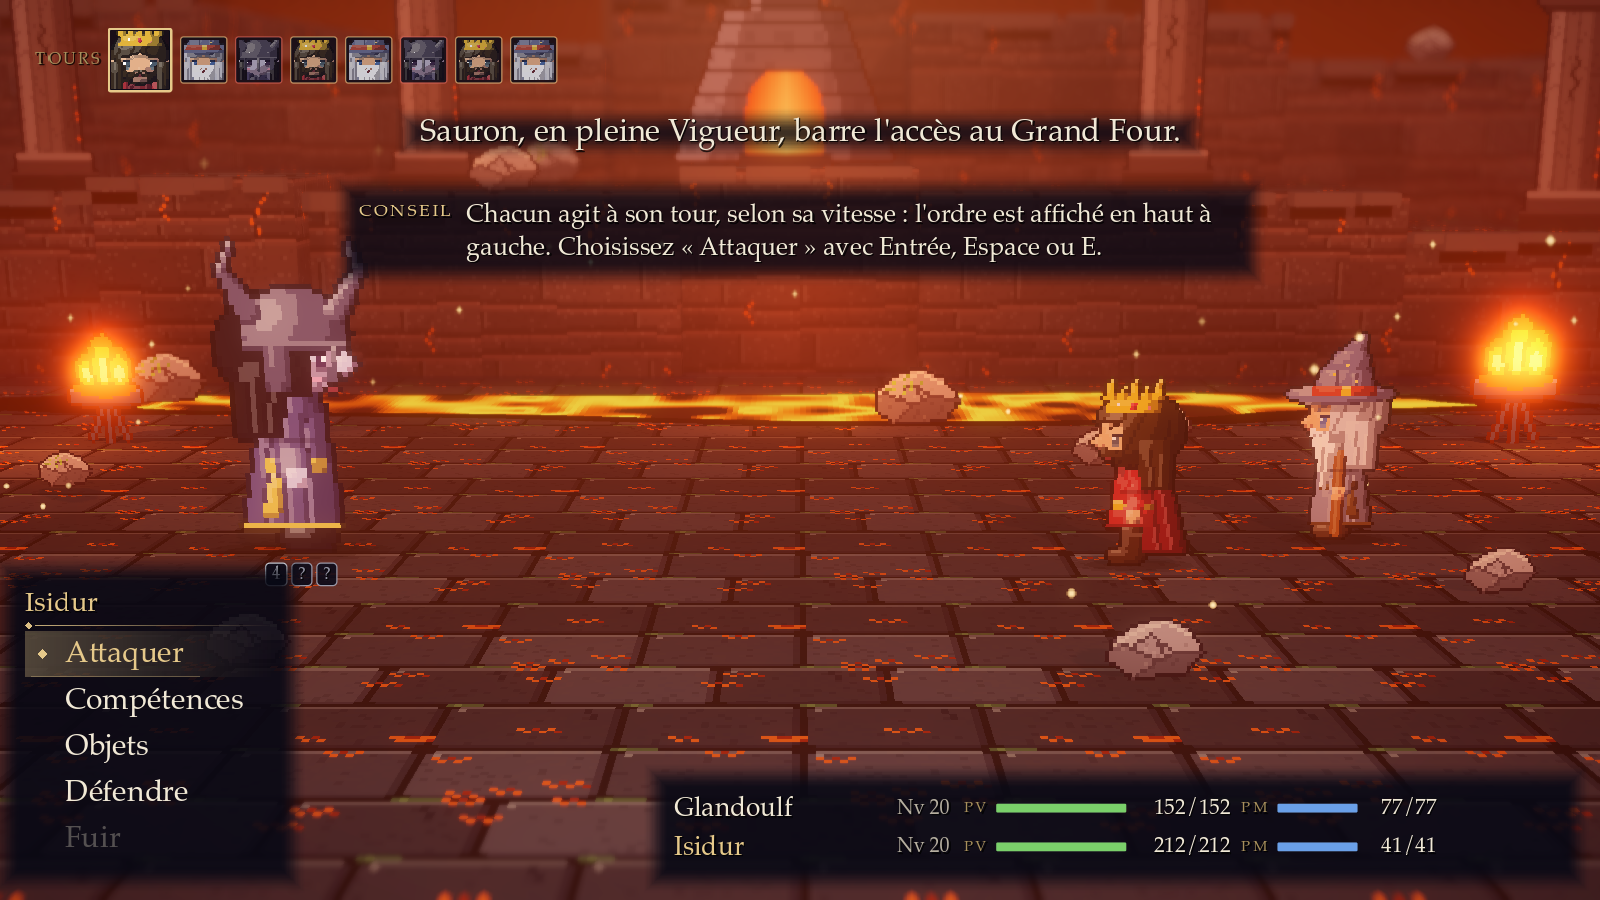 TOURS
Sauron, en pleine Vigueur, barre l'accès au Grand Four.
CONSEIL Chacun agit à son tour, selon sa vitesse : l'ordre est affiché en haut à
gauche. Choisissez « Attaquer » avec Entrée, Espace ou E.
4 ? ?
Isidur
Attaquer
Compétences
Objets
Défendre
Fuir
Glandoulf Nv 20 PV 152/152 PM 77/77
Isidur Nv 20 PV 212/212 PM 41/41